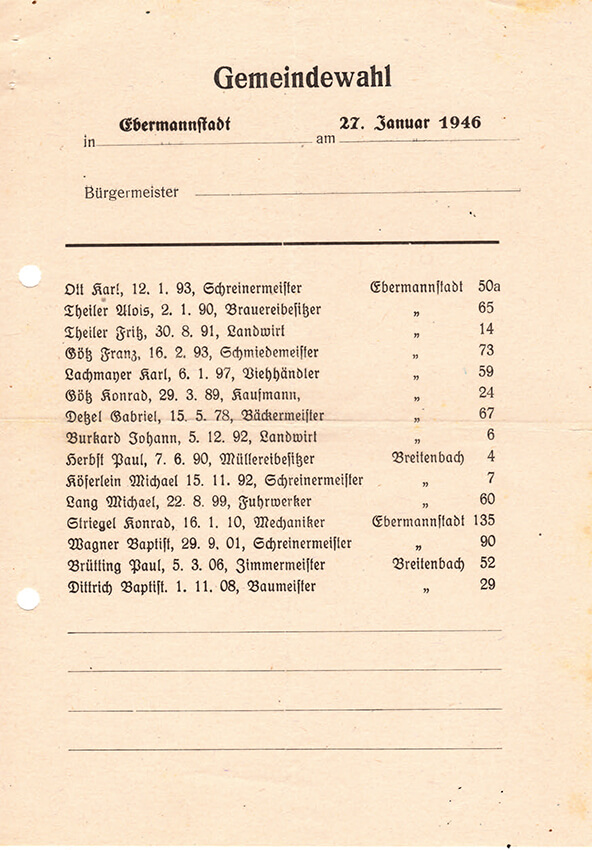 Gemeindewahl
in Ebermannstadt am 27. Januar 1946
Bürgermeister
Ott Karl, 12. 1. 93, Schreinermeister Ebermannstadt 50a
Theiler Alois, 2. 1. 90, Brauereibesitzer „ 65
Theiler Fritz, 30. 8. 91, Landwirt „ 14
Götz Franz, 16. 2. 93, Schmiedemeister „ 73
Lachmayer Karl, 6. 1. 97, Viehhändler „ 59
Götz Konrad, 29. 3. 89, Kaufmann, „ 24
Detzel Gabriel, 15. 5. 78, Bäckermeister „ 67
Burkard Johann, 5. 12. 92, Landwirt „ 6
Herbst Paul, 7. 6. 90, Müllereibesitzer Breitenbach 4
Köferlein Michael 15. 11. 92, Schreinermeister „ 7
Lang Michael, 22. 8. 99, Fuhrwerker „ 60
Striegel Konrad, 16. 1. 10, Mechaniker Ebermannstadt 135
Wagner Baptist, 29. 9. 01, Schreinermeister „ 90
Brütting Paul, 5. 3. 06, Zimmermeister Breitenbach 52
Dittrich Baptist. 1. 11. 08, Baumeister „ 29